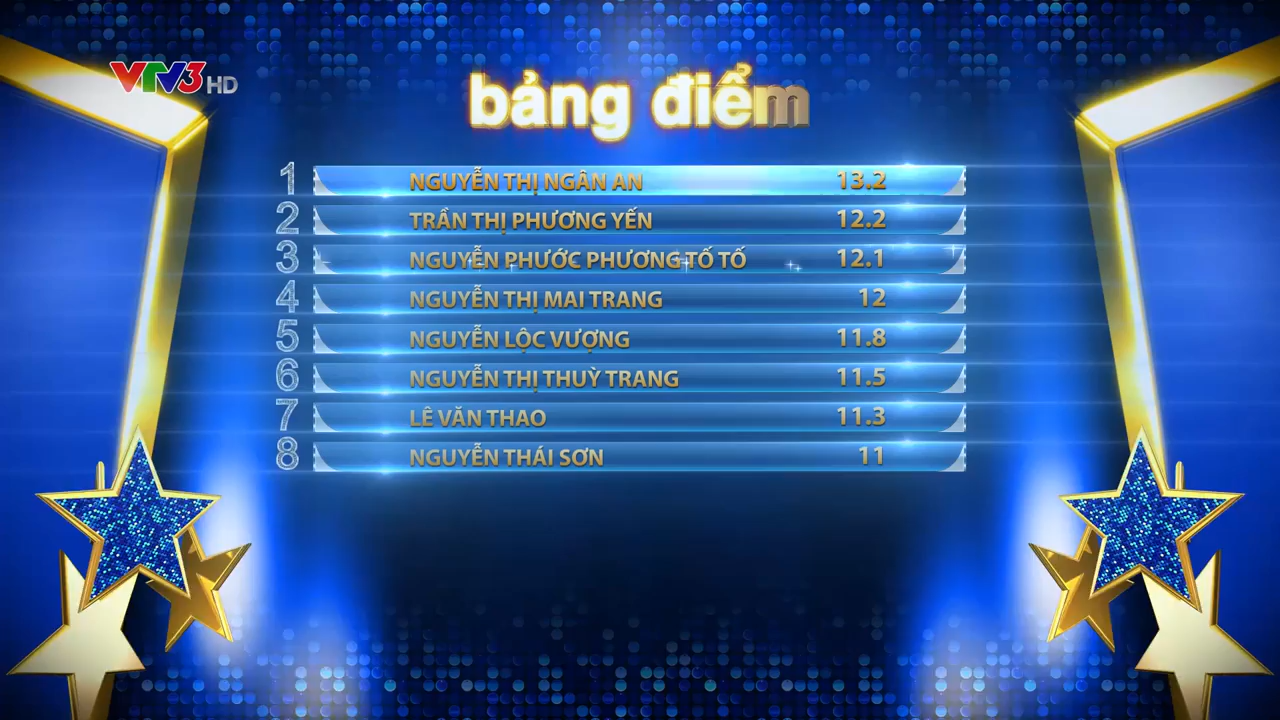 VTV3 HD
bảng điểm
1 NGUYỄN THỊ NGÂN AN 13.2
2 TRẦN THỊ PHƯƠNG YẾN 12.2
3 NGUYỄN PHƯỚC PHƯƠNG TỐ TỐ 12.1
4 NGUYỄN THỊ MAI TRANG 12
5 NGUYỄN LỘC VƯỢNG 11.8
6 NGUYỄN THỊ THUỲ TRANG 11.5
7 LÊ VĂN THAO 11.3
8 NGUYỄN THÁI SƠN 11